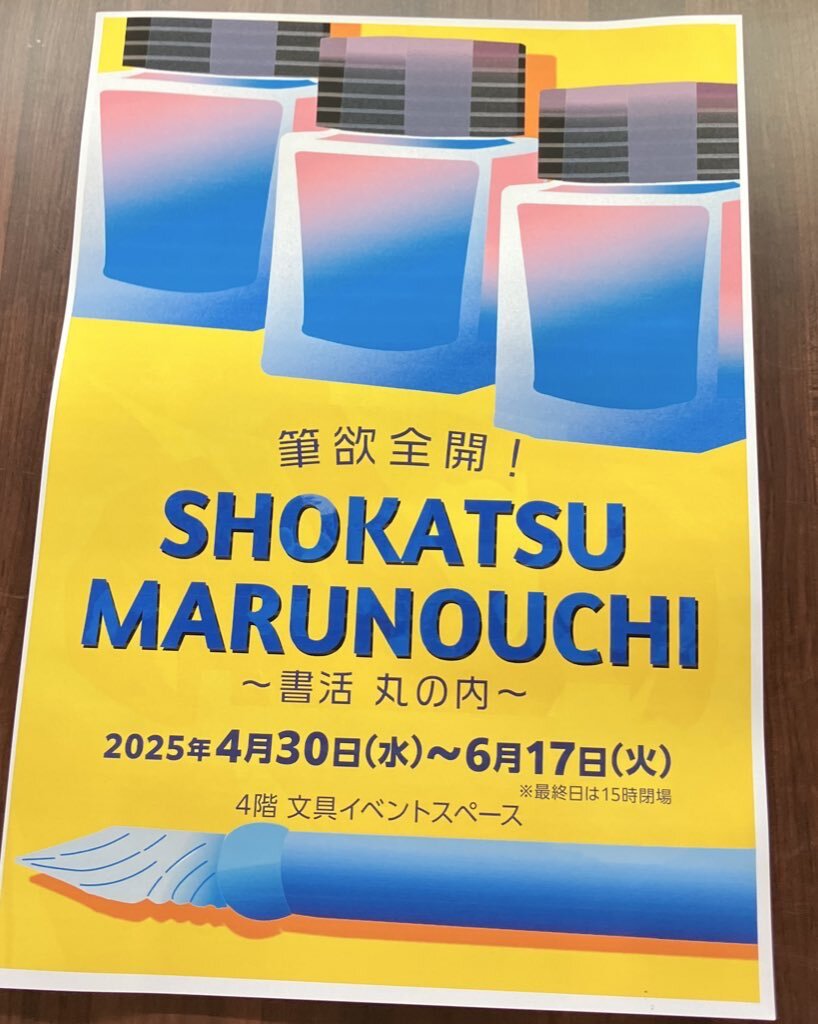 筆欲全開！
SHOKATSU
MARUNOUCHI
～書活 丸の内～
2025年4月30日(水)～6月17日(火)
※最終日は15時閉場
4階 文具イベントスペース